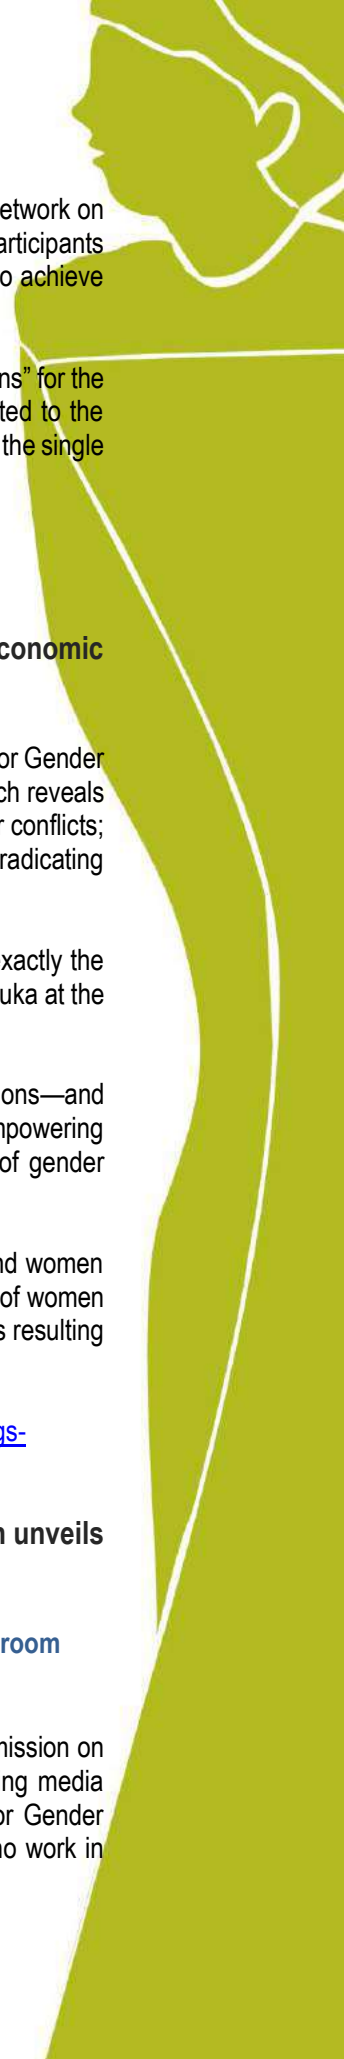 etwork on
articipants
o achieve
ns” for the
ted to the
the single
conomic
or Gender
ch reveals
r conflicts;
radicating
xactly the
uka at the
ons—and
npowering
of gender
nd women
of women
s resulting
gs-
n unveils
room
nission on
ng media
or Gender
no work in